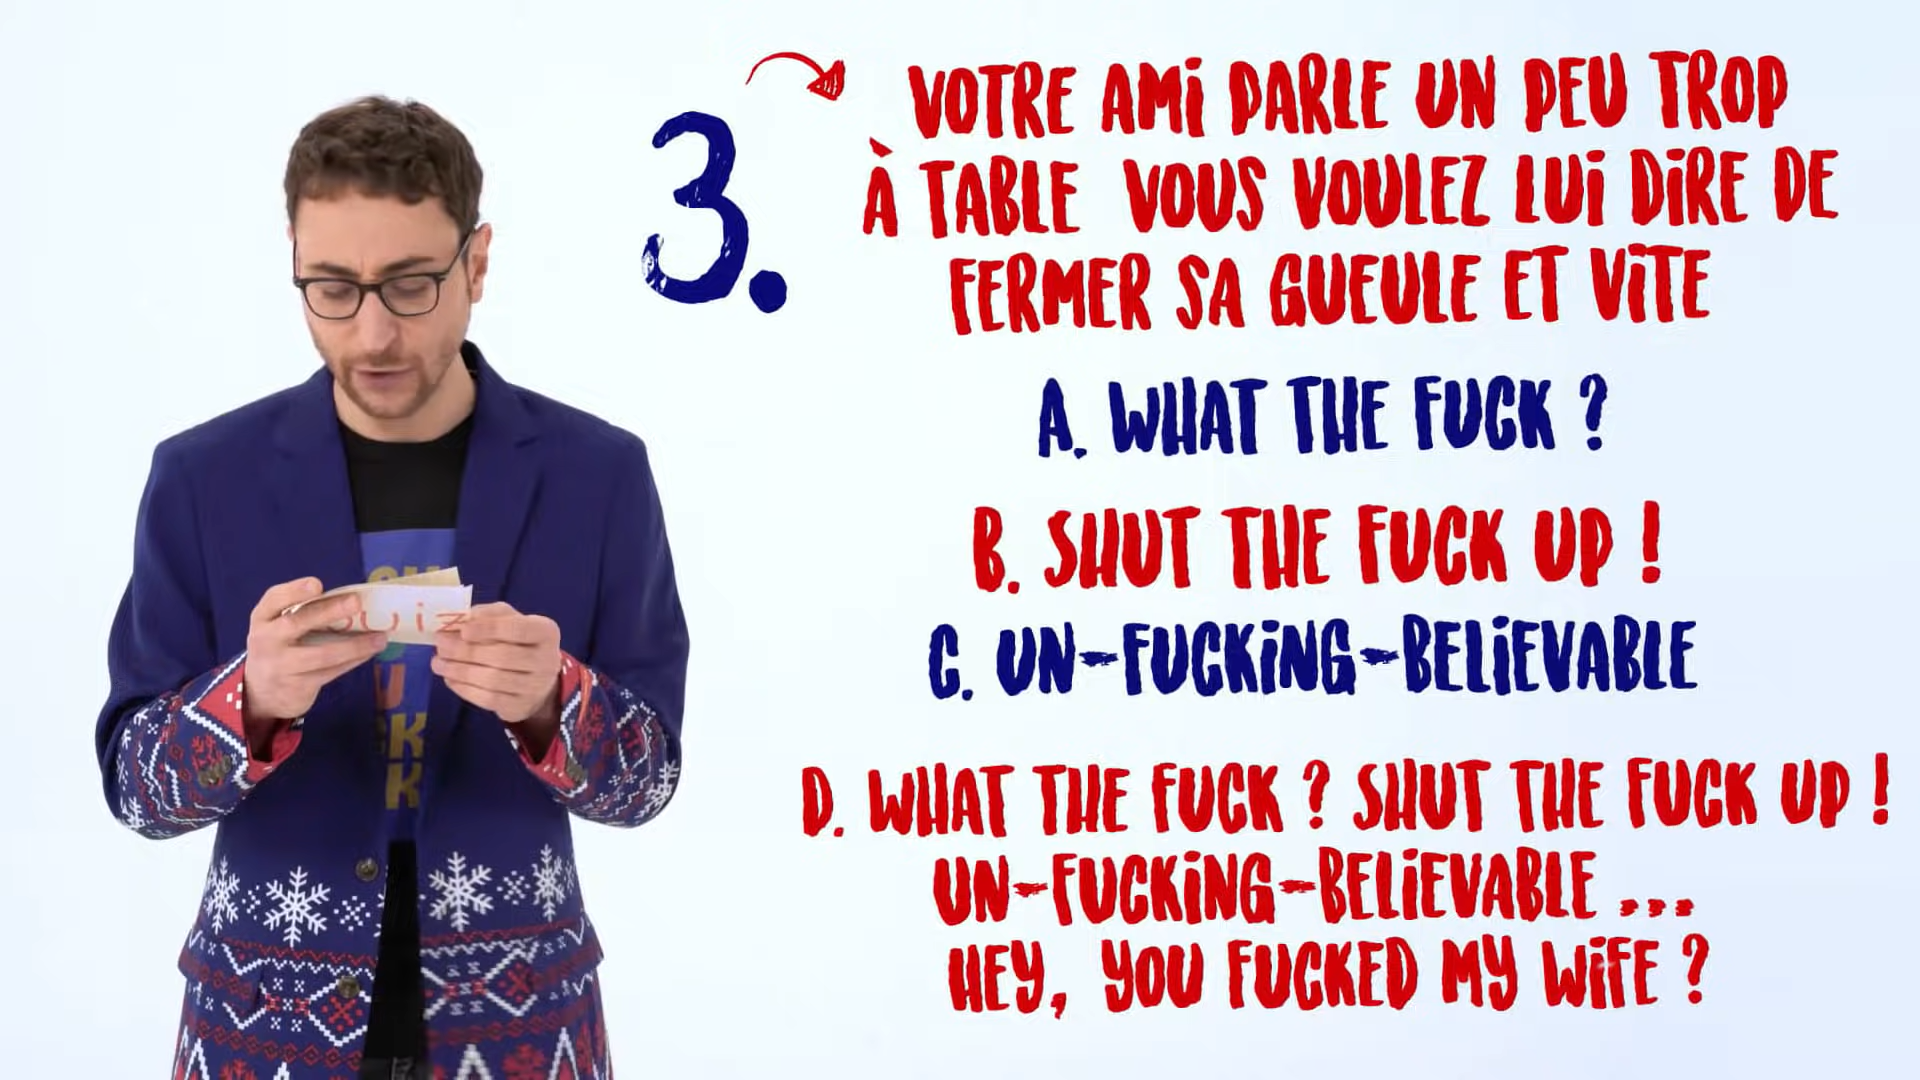 3.
VOTRE AMI PARLE UN PEU TROP
À TABLE VOUS VOULEZ LUI DIRE DE
FERMER SA GUEULE ET VITE
A. WHAT THE FUCK ?
B. SHUT THE FUCK UP !
C. UN-FUCKING-BELIEVABLE
D. WHAT THE FUCK ? SHUT THE FUCK UP !
UN-FUCKING-BELIEVABLE ...
HEY, YOU FUCKED MY WIFE ?
QUIZ